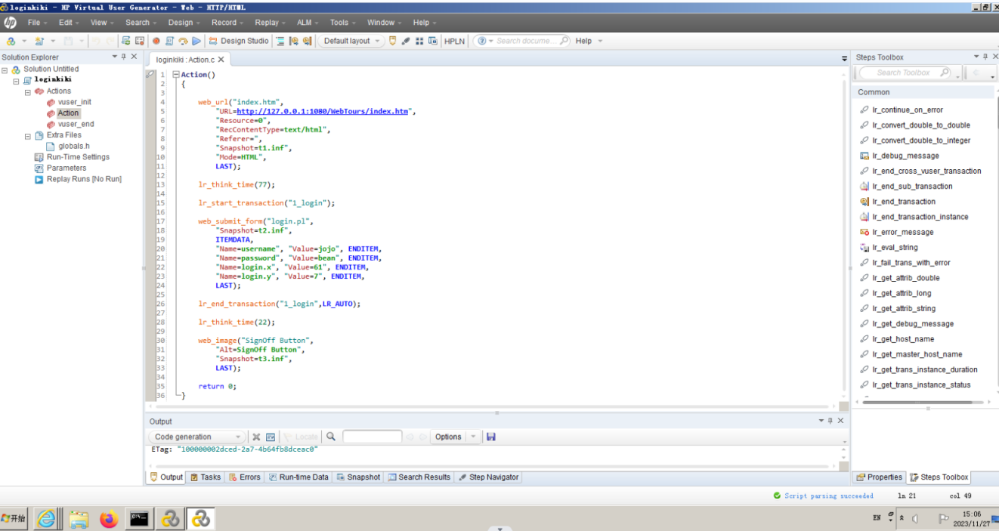 loginkiki - HP Virtual User Generator - Web - HTTP/HTML
File Edit View Search Design Record Replay ALM Tools Window Help
Design Studio Default layout HPLN Search docume... Help
Solution Explorer
Solution Untitled
loginkiki
Actions
vuser_init
Action
vuser_end
Extra Files
globals.h
Run-Time Settings
Parameters
Replay Runs [No Run]
loginkiki : Action.c
1 Action()
2 {
3
4 web_url("index.htm",
5 "URL=http://127.0.0.1:1080/WebTours/index.htm",
6 "Resource=0",
7 "RecContentType=text/html",
8 "Referer=",
9 "Snapshot=t1.inf",
10 "Mode=HTML",
11 LAST);
12
13 lr_think_time(77);
14
15 lr_start_transaction("1_login");
16
17 web_submit_form("login.pl",
18 "Snapshot=t2.inf",
19 ITEMDATA,
20 "Name=username", "Value=jojo", ENDITEM,
21 "Name=password", "Value=bean", ENDITEM,
22 "Name=login.x", "Value=61", ENDITEM,
23 "Name=login.y", "Value=7", ENDITEM,
24 LAST);
25
26 lr_end_transaction("1_login",LR_AUTO);
27
28 lr_think_time(22);
29
30 web_image("SignOff Button",
31 "Alt=SignOff Button",
32 "Snapshot=t3.inf",
33 LAST);
34
35 return 0;
36 }
Steps Toolbox
Search Toolbox
Common
lr_continue_on_error
lr_convert_double_to_double
lr_convert_double_to_integer
lr_debug_message
lr_end_cross_vuser_transaction
lr_end_sub_transaction
lr_end_transaction
lr_end_transaction_instance
lr_error_message
lr_eval_string
lr_fail_trans_with_error
lr_get_attrib_double
lr_get_attrib_long
lr_get_attrib_string
lr_get_debug_message
lr_get_host_name
lr_get_master_host_name
lr_get_trans_instance_duration
lr_get_trans_instance_status
Output
Code generation Locate Options
ETag: "100000002dced-2a7-4b64fb8dceac0"
Output Tasks Errors Run-time Data Snapshot Search Results Step Navigator
Properties Steps Toolbox
Script parsing succeeded ln 21 col 49
开始
EN
15:06
2023/11/27